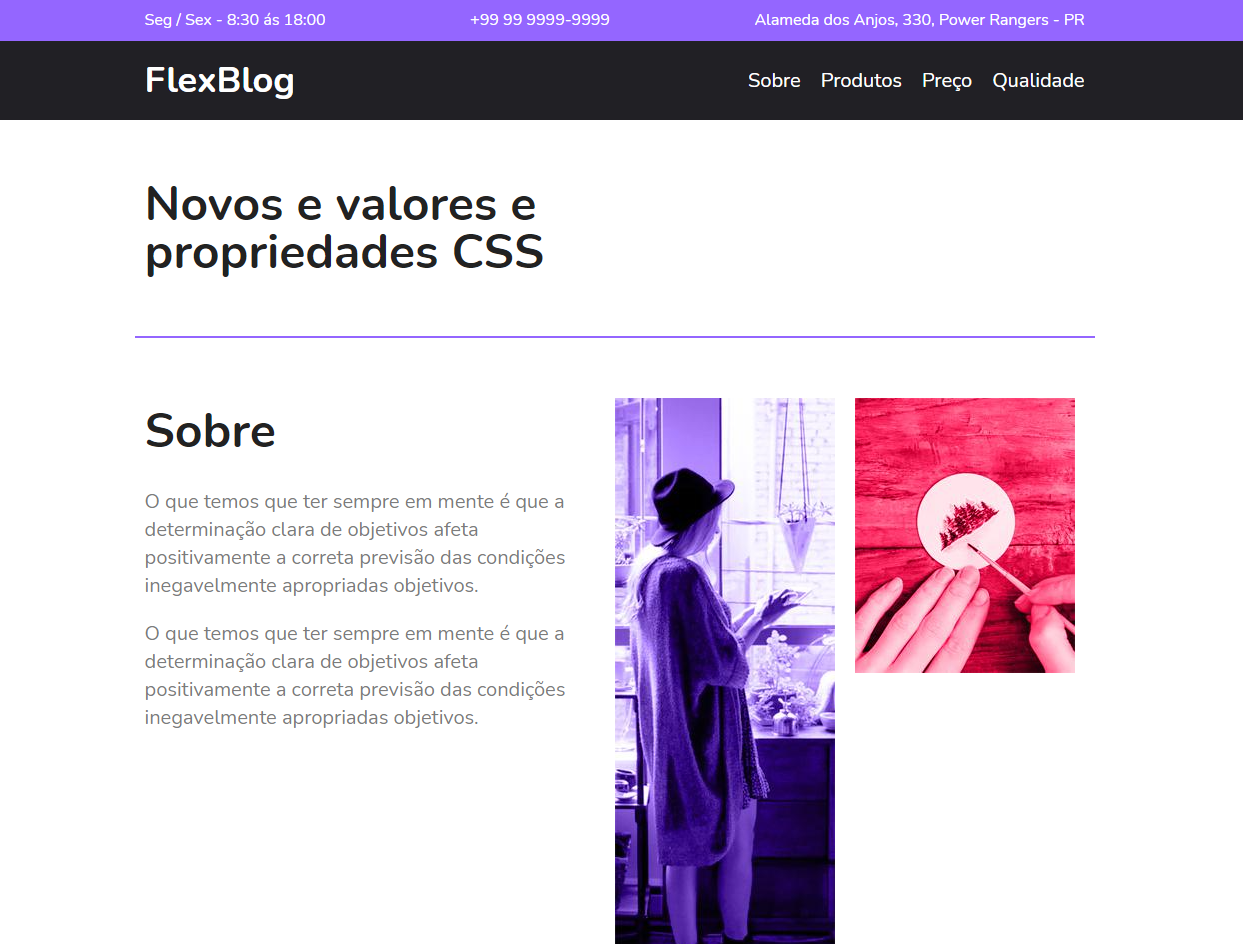 Seg / Sex - 8:30 ás 18:00
+99 99 9999-9999
Alameda dos Anjos, 330, Power Rangers - PR
FlexBlog
Sobre
Produtos
Preço
Qualidade
Novos e valores e
propriedades CSS
Sobre
O que temos que ter sempre em mente é que a
determinação clara de objetivos afeta
positivamente a correta previsão das condições
inegavelmente apropriadas objetivos.
O que temos que ter sempre em mente é que a
determinação clara de objetivos afeta
positivamente a correta previsão das condições
inegavelmente apropriadas objetivos.